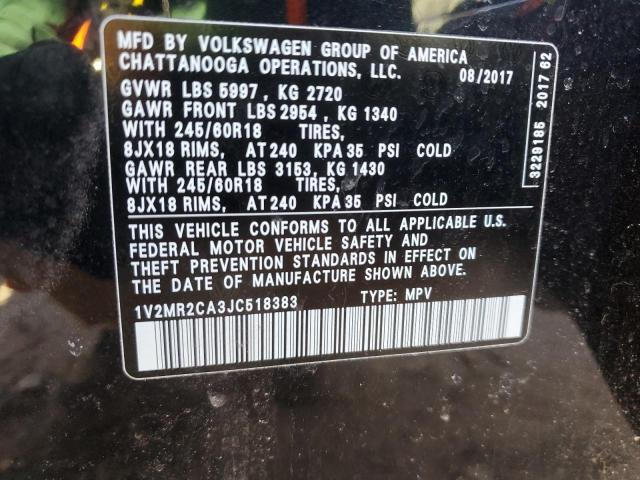 MFD BY VOLKSWAGEN GROUP OF AMERICA
CHATTANOOGA OPERATIONS, LLC. 08/2017
GVWR LBS 5997 , KG 2720
GAWR FRONT LBS 2954 , KG 1340
WITH 245/60R18 TIRES,
8JX18 RIMS, AT 240 KPA 35 PSI COLD
GAWR REAR LBS 3153, KG 1430
WITH 245/60R18 TIRES,
8JX18 RIMS, AT 240 KPA 35 PSI COLD
THIS VEHICLE CONFORMS TO ALL APPLICABLE U.S.
FEDERAL MOTOR VEHICLE SAFETY AND
THEFT PREVENTION STANDARDS IN EFFECT ON
THE DATE OF MANUFACTURE SHOWN ABOVE.
1V2MR2CA3JC518383 TYPE: MPV
3229185 2017 62